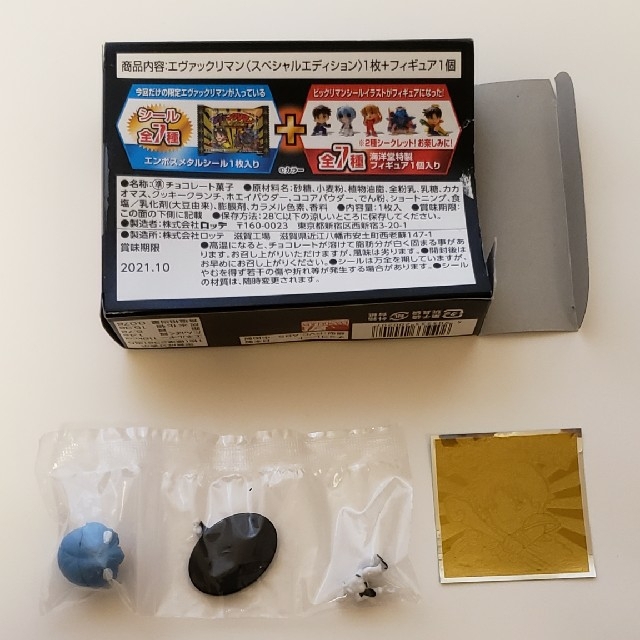 商品内容:エヴァックリマン〈スペシャルエディション〉1枚+フィギュア1個
今回だけの限定エヴァックリマンが入っている
シール
全7種
エンボスメタルシール1枚入り
+
ビックリマンシールイラストがフィギュアになった!
※2種シークレット!お楽しみに!
全7種
海洋堂特製
フィギュア1個入り
©カラー
●名称:準チョコレート菓子 ●原材料名:砂糖、小麦粉、植物油脂、全粉乳、乳糖、カカ
オマス、クッキークランチ、ホエイパウダー、ココアパウダー、でん粉、ショートニング、食
塩/乳化剤(大豆由来)、膨脹剤、カラメル色素、香料 ●内容量:1枚入 ●賞味期限:
この面の下側に記載 ●保存方法:28℃以下の涼しいところに保存してください。
●製造者:株式会社ロッテ 〒160-0023 東京都新宿区西新宿3-20-1
●製造所:株式会社ロッテ 滋賀工場 滋賀県近江八幡市安土町西老蘇147-1
賞味期限
2021.10
●高温になると、チョコレートが溶けて脂肪分が白く固まる事があ
ります。お召し上がりいただけますが、風味は劣ります。●開封後は
お早めにお召し上がりください。●シールは万全を期していますが、
やむを得ず若干の傷や折れ等が発生する場合があります。●シール
の材質は、随時変更されます。